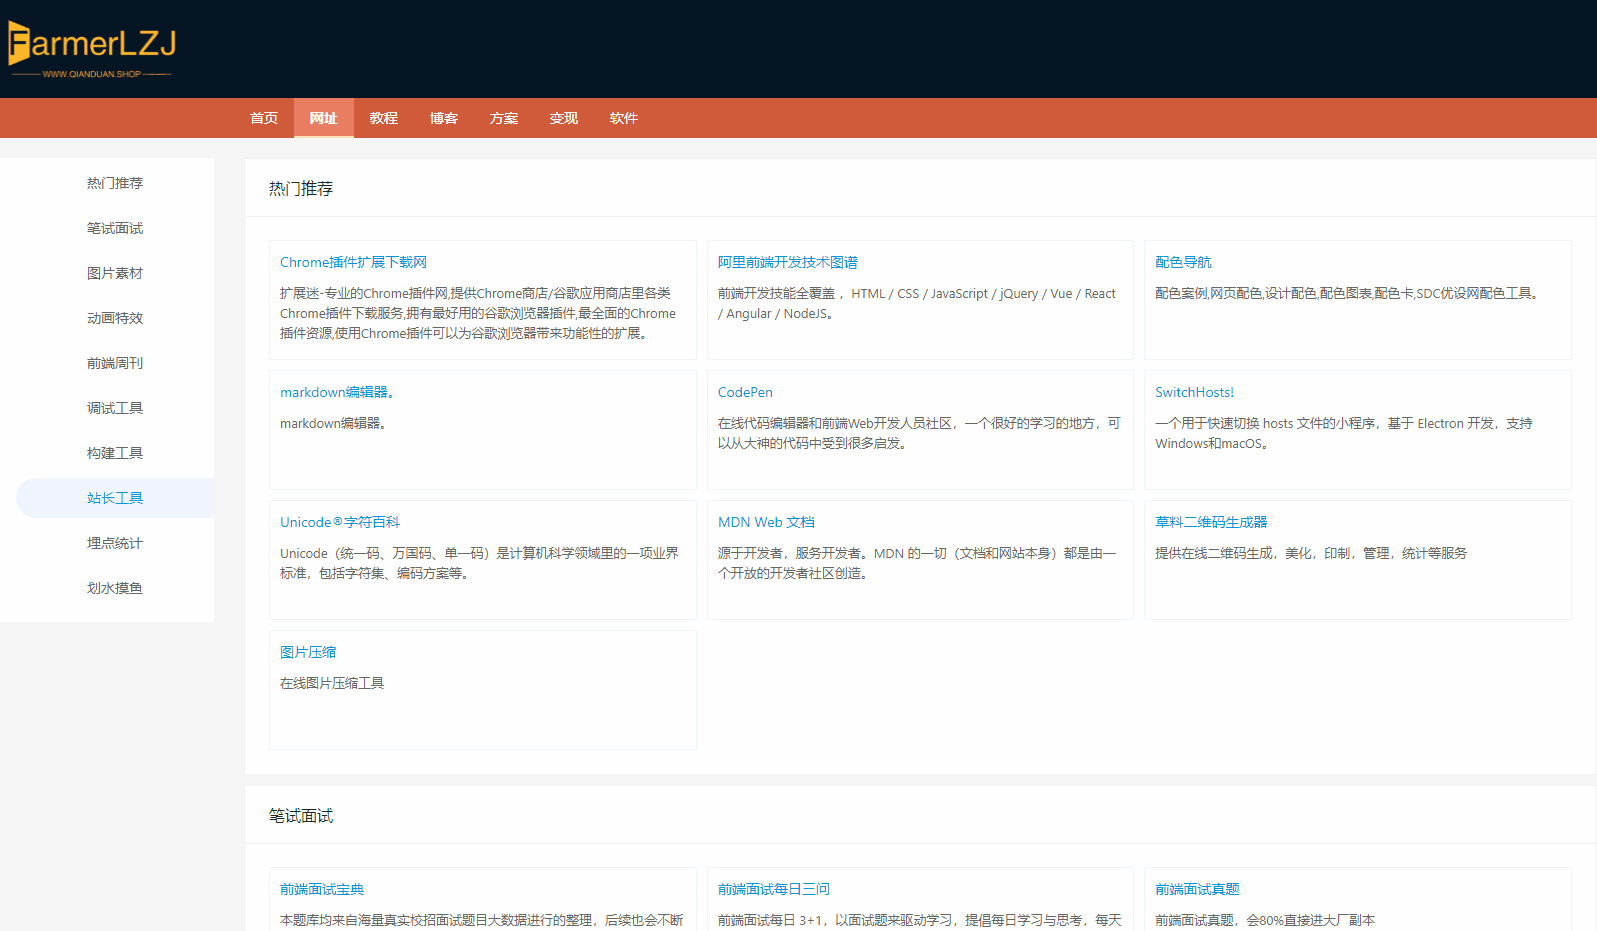 FarmerLZJ
WWW.QIANDUAN.SHOP
首页 网址 教程 博客 方案 变现 软件
热门推荐
笔试面试
图片素材
动画特效
前端周刊
调试工具
构建工具
站长工具
埋点统计
划水摸鱼
热门推荐
Chrome插件扩展下载网
扩展迷-专业的Chrome插件网,提供Chrome商店/谷歌应用商店里各类
Chrome插件下载服务,拥有最好用的谷歌浏览器插件,最全面的Chrome
插件资源,使用Chrome插件可以为谷歌浏览器带来功能性的扩展。
阿里前端开发技术图谱
前端开发技能全覆盖 ，HTML / CSS / JavaScript / jQuery / Vue / React
/ Angular / NodeJS。
配色导航
配色案例,网页配色,设计配色,配色图表,配色卡,SDC优设网配色工具。
markdown编辑器。
markdown编辑器。
CodePen
在线代码编辑器和前端Web开发人员社区，一个很好的学习的地方，可
以从大神的代码中受到很多启发。
SwitchHosts!
一个用于快速切换 hosts 文件的小程序，基于 Electron 开发，支持
Windows和macOS。
Unicode®字符百科
Unicode（统一码、万国码、单一码）是计算机科学领域里的一项业界
标准，包括字符集、编码方案等。
MDN Web 文档
源于开发者，服务开发者。MDN 的一切（文档和网站本身）都是由一
个开放的开发者社区创造。
草料二维码生成器
提供在线二维码生成，美化，印制，管理，统计等服务
图片压缩
在线图片压缩工具
笔试面试
前端面试宝典
本题库均来自海量真实校招面试题目大数据进行的整理，后续也会不断
前端面试每日三问
前端面试每日 3+1，以面试题来驱动学习，提倡每日学习与思考，每天
前端面试真题
前端面试真题，会80%直接进大厂副本